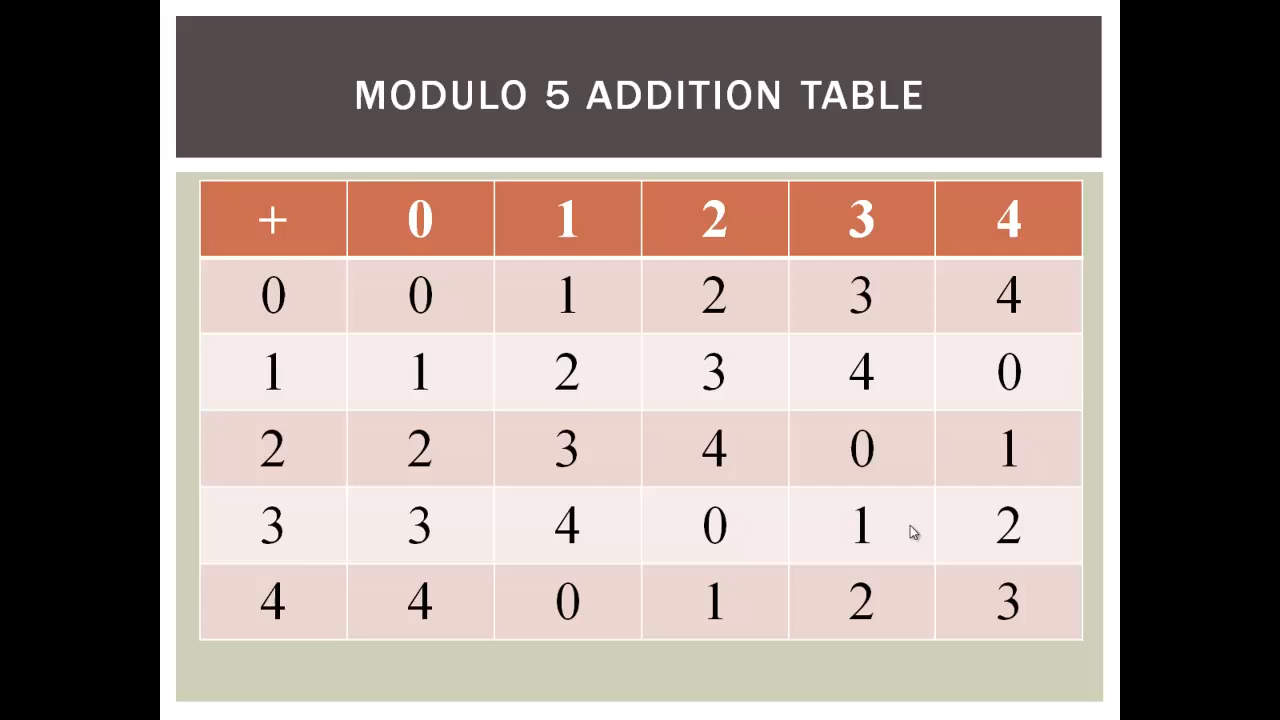 MODULO 5 ADDITION TABLE
+ 0 1 2 3 4
0 0 1 2 3 4
1 1 2 3 4 0
2 2 3 4 0 1
3 3 4 0 1 2
4 4 0 1 2 3